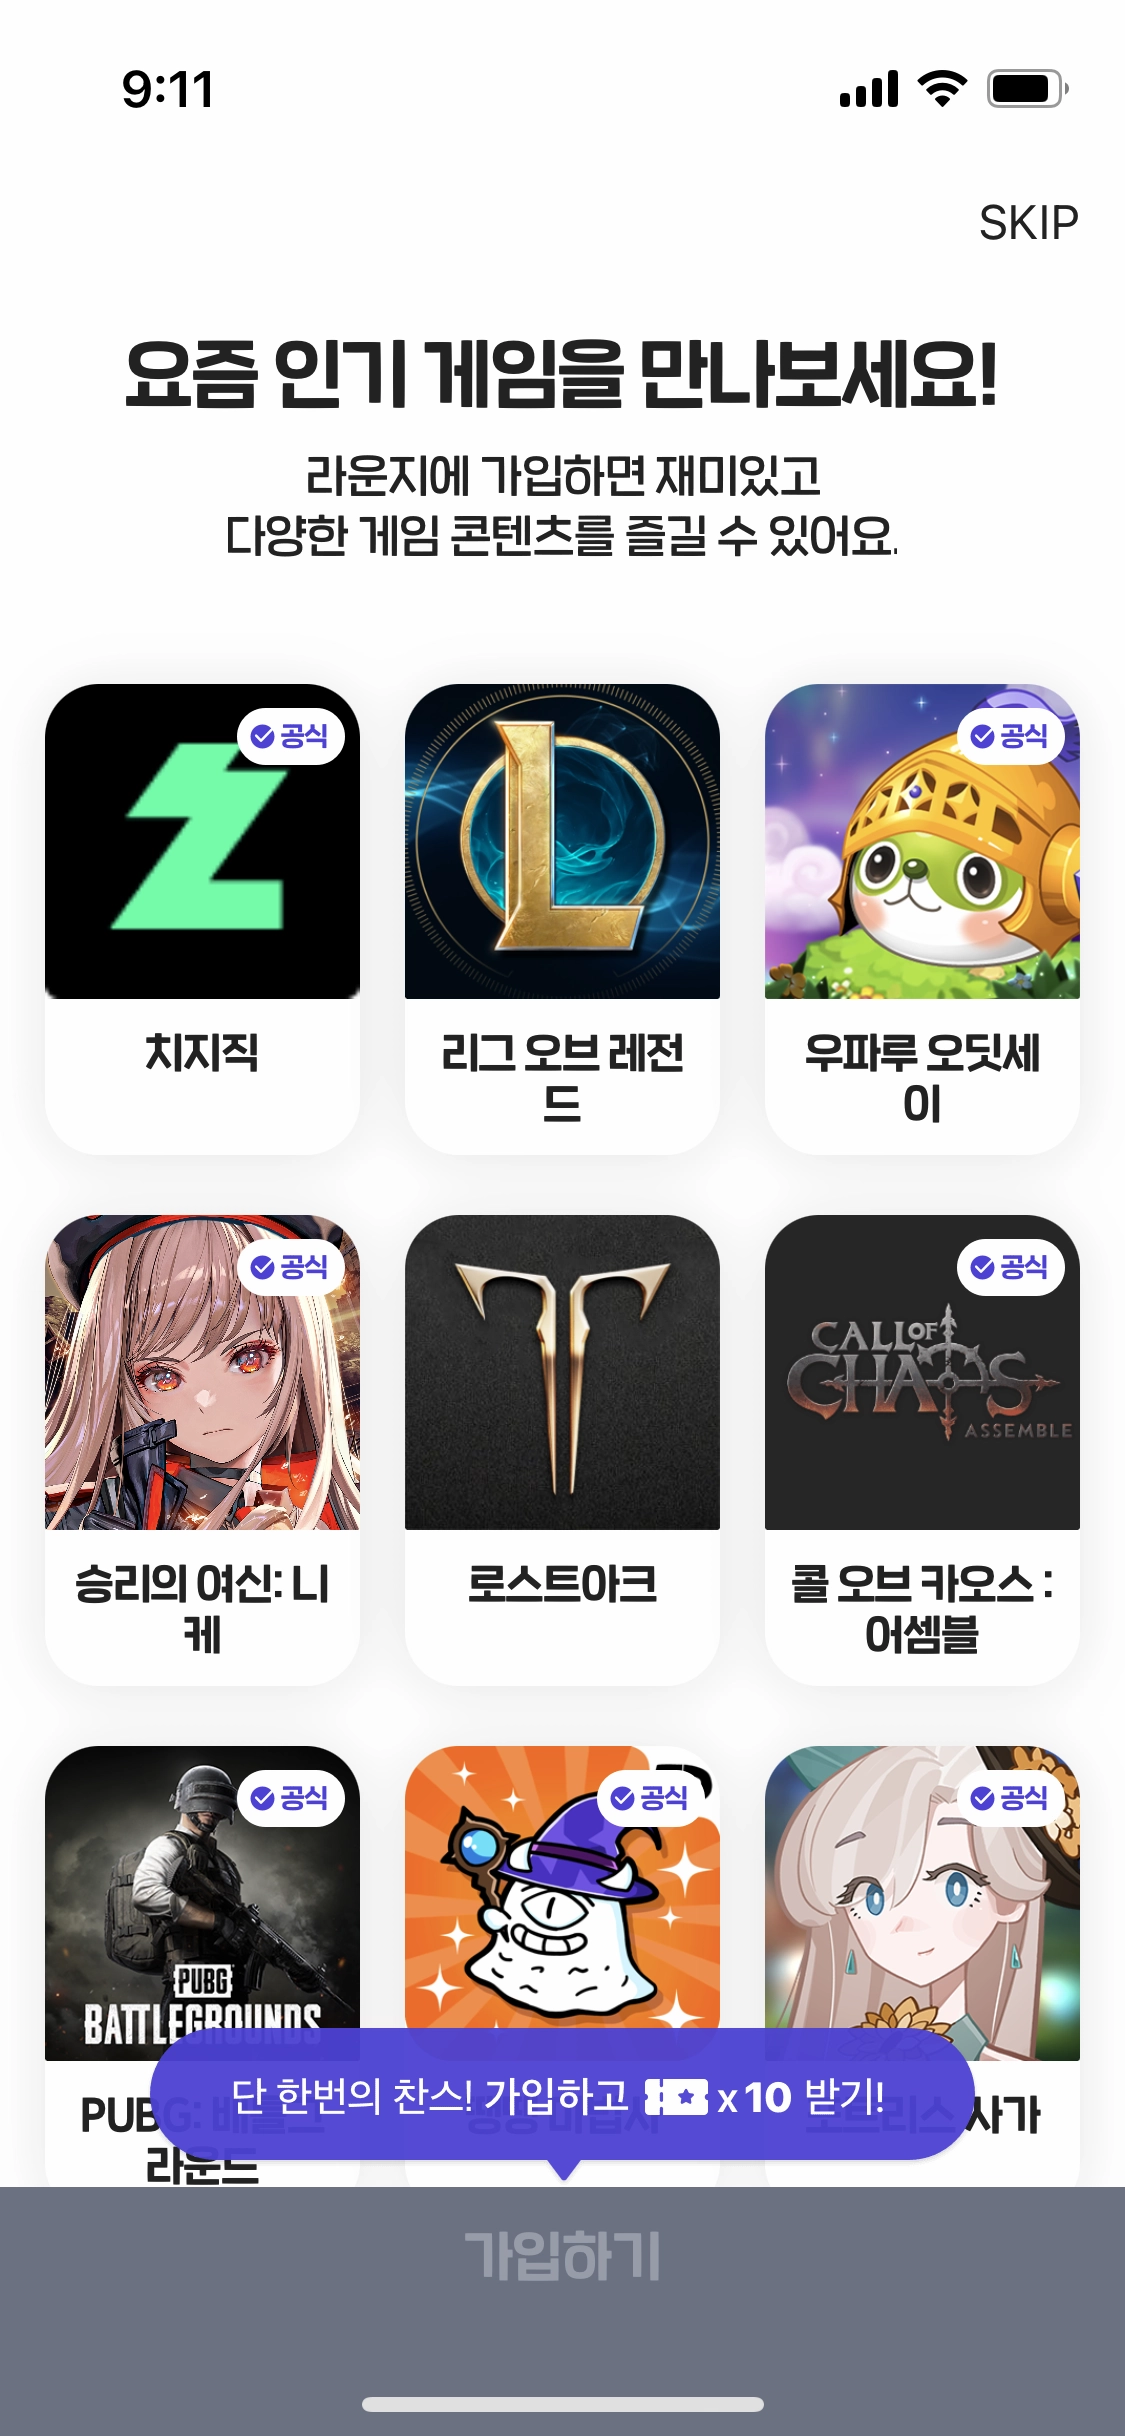 9:11
SKIP
요즘 인기 게임을 만나보세요!
라운지에 가입하면 재미있고
다양한 게임 콘텐츠를 즐길 수 있어요.
공식
공식
치지직
리그 오브 레전
드
우파루 오딧세
이
공식
공식
CALL OF
CHAOS
ASSEMBLE
승리의 여신: 니
케
로스트아크
콜 오브 카오스 :
어셈블
공식
공식
공식
PUBG
BATTLEGROUNDS
PUBG: 배틀그
라운드
사가
단 한번의 찬스! 가입하고 x 10 받기!
가입하기